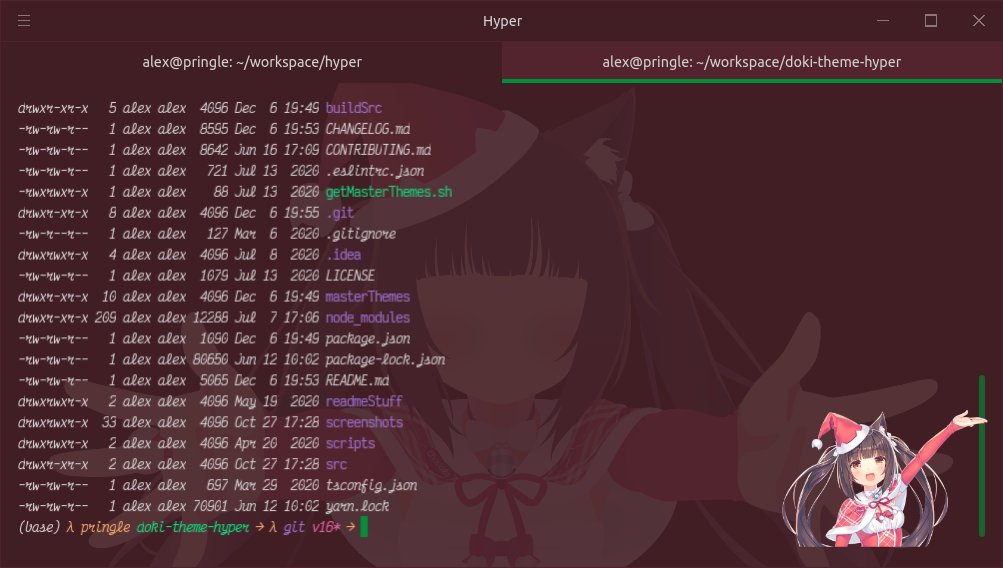 Hyper
alex@pringle: ~/workspace/hyper
alex@pringle: ~/workspace/doki-theme-hyper
drwxr-xr-x   5 alex alex  4096 Dec  6 19:49 buildSrc
-rw-rw-r--   1 alex alex  8595 Dec  6 19:53 CHANGELOG.md
-rw-rw-r--   1 alex alex  8642 Jun 16 17:09 CONTRIBUTING.md
-rw-rw-r--   1 alex alex   721 Jul 13  2020 .eslintrc.json
-rwxrwxr-x   1 alex alex    88 Jul 13  2020 getMasterThemes.sh
drwxr-xr-x   8 alex alex  4096 Dec  6 19:55 .git
-rw-r--r--   1 alex alex   127 Mar  6  2020 .gitignore
drwxrwxr-x   4 alex alex  4096 Jul  8  2020 .idea
-rw-rw-r--   1 alex alex  1079 Jul 13  2020 LICENSE
drwxr-xr-x  10 alex alex  4096 Dec  6 19:49 masterThemes
drwxr-xr-x 209 alex alex 12288 Jul  7 17:06 node_modules
-rw-rw-r--   1 alex alex  1090 Dec  6 19:49 package.json
-rw-rw-r--   1 alex alex 80650 Jun 12 10:02 package-lock.json
-rw-rw-r--   1 alex alex  5065 Dec  6 19:53 README.md
drwxrwxr-x   2 alex alex  4096 May 19  2020 readmeStuff
drwxrwxr-x  33 alex alex  4096 Oct 27 17:28 screenshots
drwxrwxr-x   2 alex alex  4096 Apr 20  2020 scripts
drwxr-xr-x   2 alex alex  4096 Oct 27 17:28 src
-rw-rw-r--   1 alex alex   697 Mar 29  2020 tsconfig.json
-rw-rw-r--   1 alex alex 70901 Jun 12 10:02 yarn.lock
(base) λ pringle doki-theme-hyper → λ git v16* →